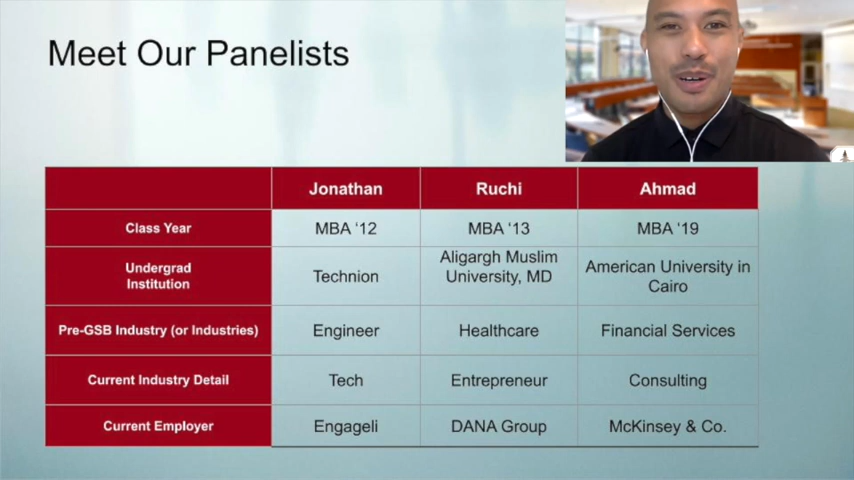 Meet Our Panelists
Jonathan Ruchi Ahmad
Class Year MBA ‘12 MBA ‘13 MBA ‘19
Undergrad
Institution
Technion
Aligargh Muslim
University, MD
American University in
Cairo
Pre-GSB Industry (or Industries) Engineer Healthcare Financial Services
Current Industry Detail Tech Entrepreneur Consulting
Current Employer Engageli DANA Group McKinsey & Co.